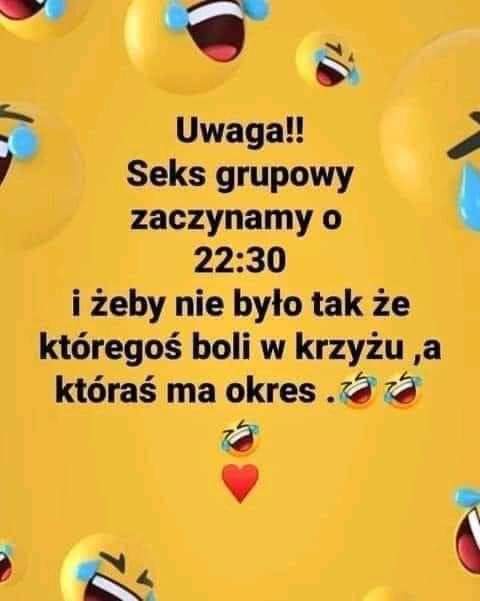 Uwaga!!
Seks grupowy
zaczynamy o
22:30
i żeby nie było tak że
któregoś boli w krzyżu ,a
któraś ma okres .🤣🤣
🤣
♥️